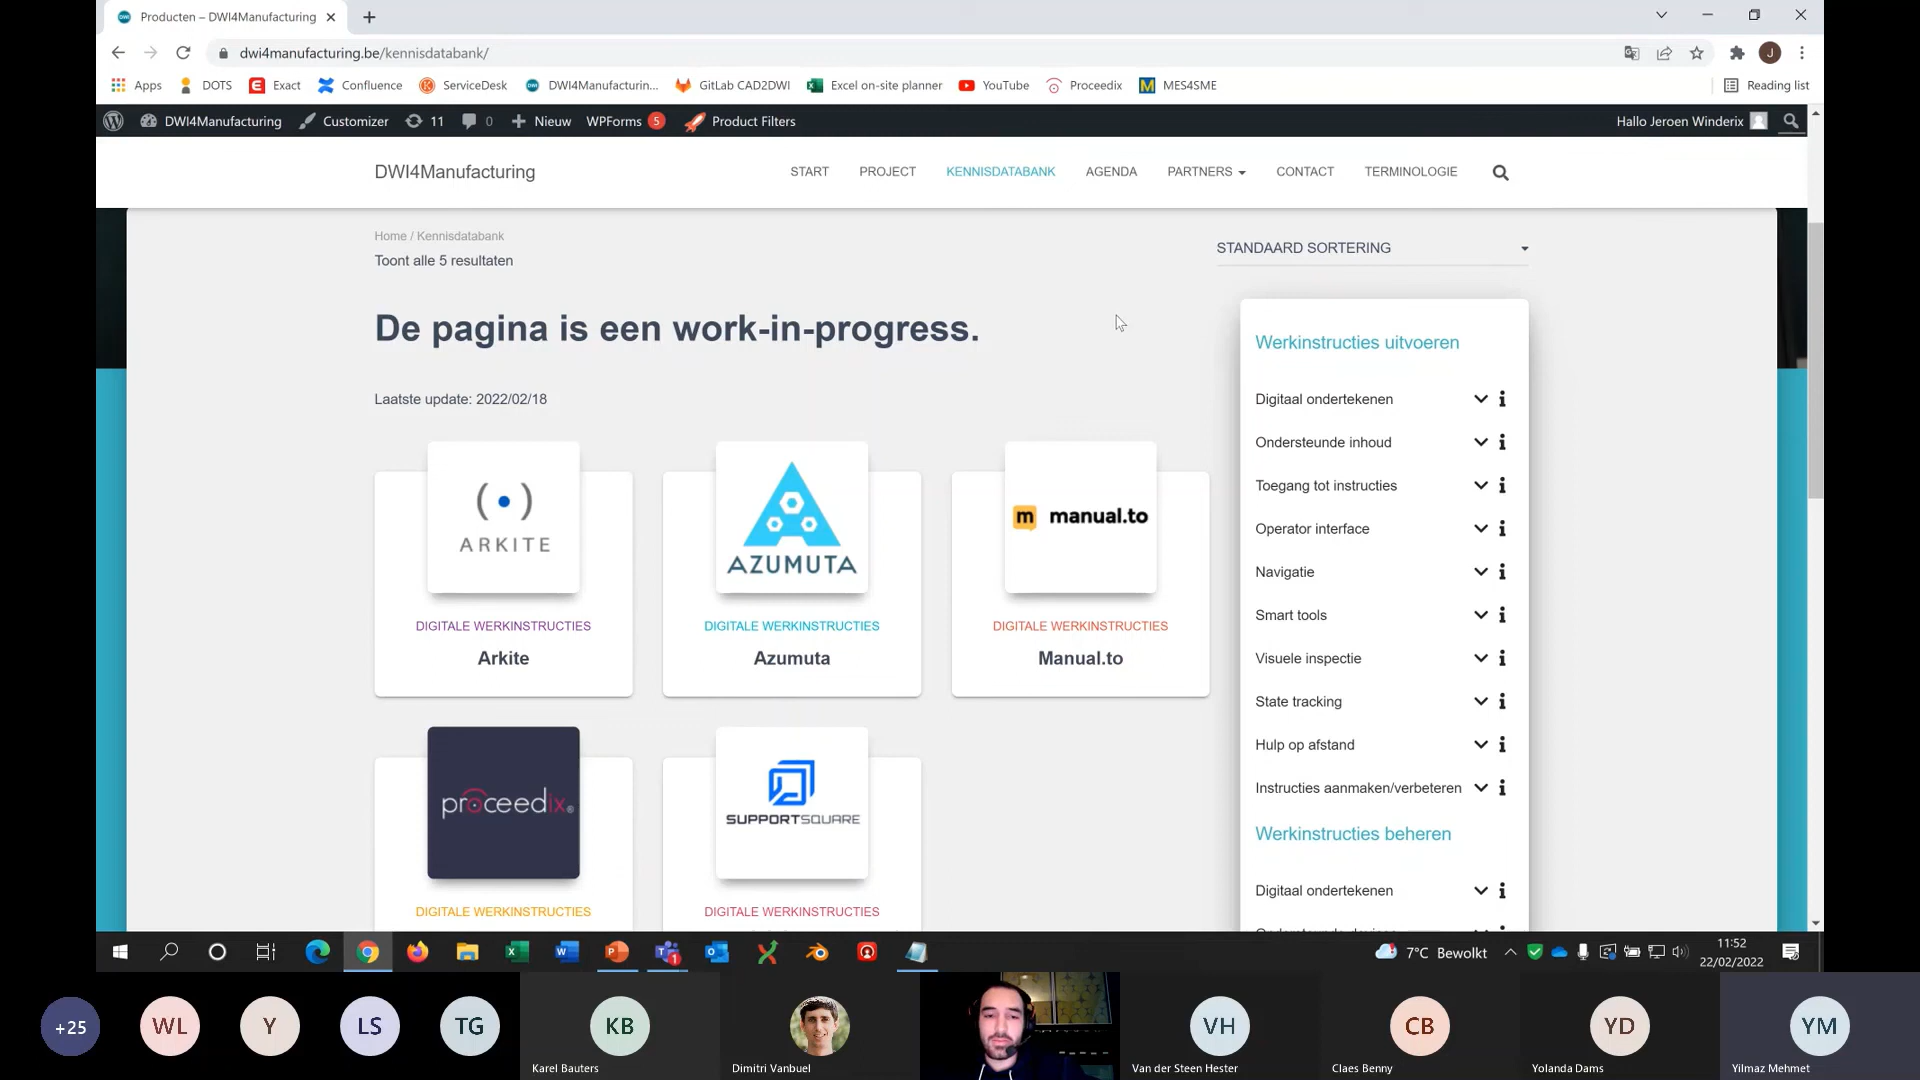 Producten – DWI4Manufacturing
dwi4manufacturing.be/kennisdatabank/
J
Apps
DOTS
Exact
Confluence
ServiceDesk
DWI4Manufacturin...
GitLab CAD2DWI
Excel on-site planner
YouTube
Proceedix
MES4SME
Reading list
DWI4Manufacturing
Customizer
11
0
Nieuw
WPForms 5
Product Filters
Hallo Jeroen Winderix
DWI4Manufacturing
START
PROJECT
KENNISDATABANK
AGENDA
PARTNERS
CONTACT
TERMINOLOGIE
Home / Kennisdatabank
Toont alle 5 resultaten
STANDAARD SORTERING
De pagina is een work-in-progress.
Laatste update: 2022/02/18
ARKITE
DIGITALE WERKINSTRUCTIES
Arkite
AZUMUTA
DIGITALE WERKINSTRUCTIES
Azumuta
m manual.to
DIGITALE WERKINSTRUCTIES
Manual.to
proceedix®
DIGITALE WERKINSTRUCTIES
SUPPORTSQUARE
DIGITALE WERKINSTRUCTIES
Werkinstructies uitvoeren
Digitaal ondertekenen
Ondersteunde inhoud
Toegang tot instructies
Operator interface
Navigatie
Smart tools
Visuele inspectie
State tracking
Hulp op afstand
Instructies aanmaken/verbeteren
Werkinstructies beheren
Digitaal ondertekenen
7°C Bewolkt
11:52
22/02/2022
+25
WL
Y
LS
TG
KB
Karel Bauters
Dimitri Vanbuel
VH
Van der Steen Hester
CB
Claes Benny
YD
Yolanda Dams
YM
Yilmaz Mehmet